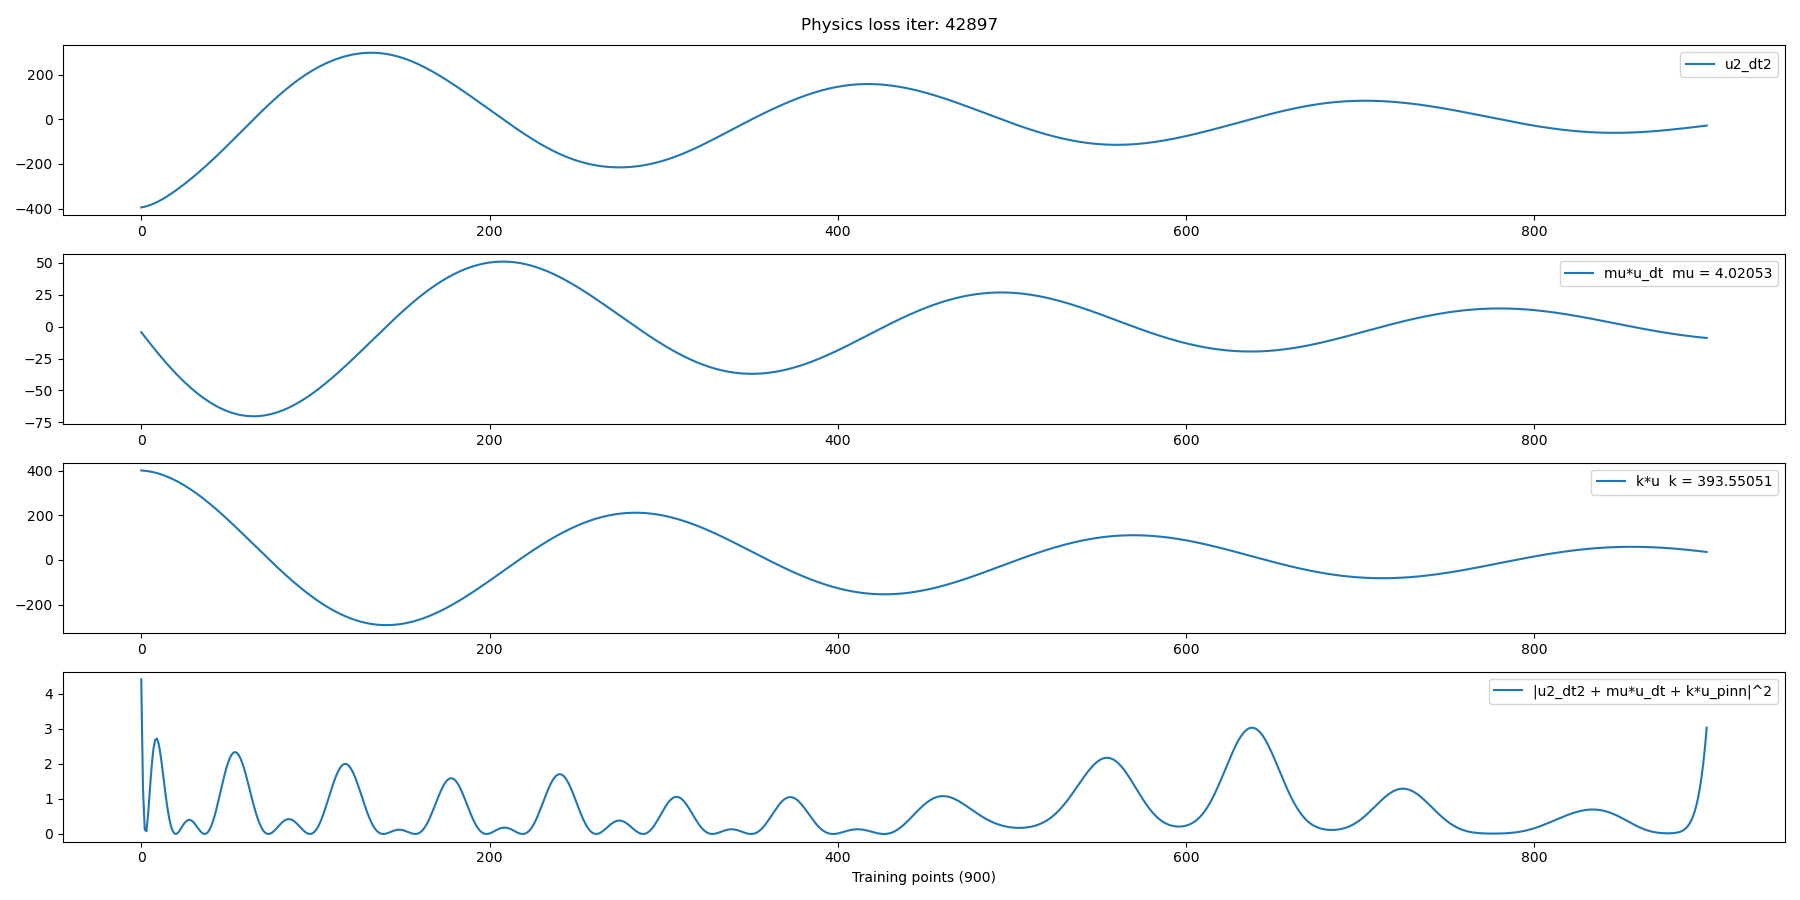 Physics loss iter: 42897
u2_dt2
200
0
−200
−400
0 200 400 600 800
mu*u_dt mu = 4.02053
50
25
0
−25
−50
−75
0 200 400 600 800
k*u k = 393.55051
400
200
0
−200
0 200 400 600 800
|u2_dt2 + mu*u_dt + k*u_pinn|^2
4
3
2
1
0
0 200 400 600 800
Training points (900)